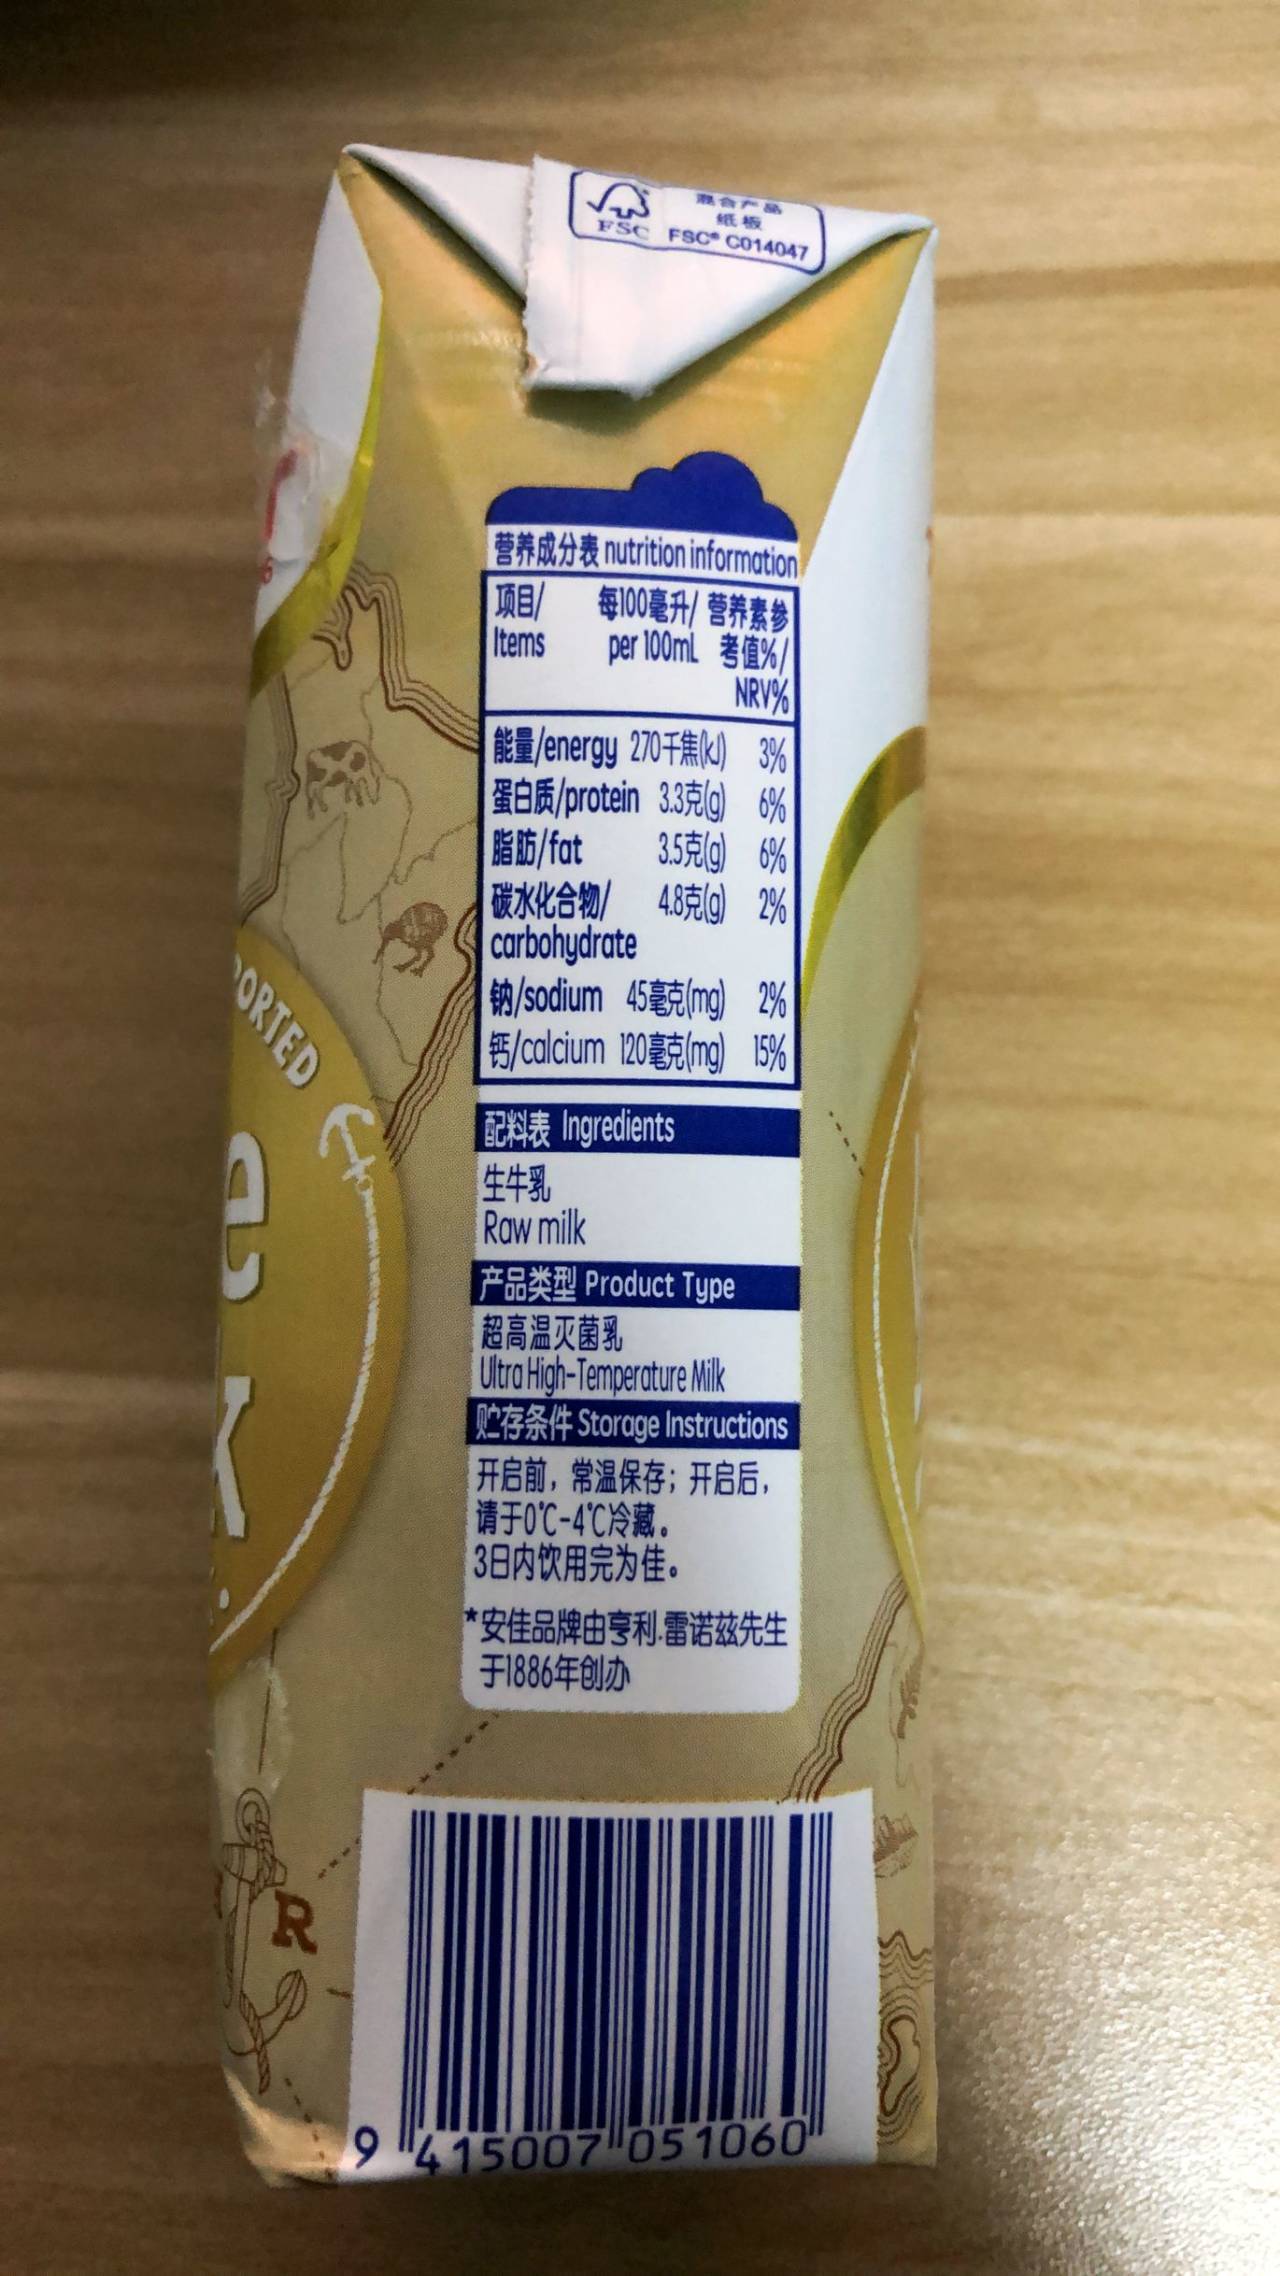 混合产品
纸板
FSC FSC® C014047
营养成分表 nutrition information
项目/ 每100毫升/ 营养素参
Items per 100mL 考值%/
NRV%
能量/energy 270千焦(kJ) 3%
蛋白质/protein 3.3克(g) 6%
脂肪/fat 3.5克(g) 6%
碳水化合物/ 4.8克(g) 2%
carbohydrate
钠/sodium 45毫克(mg) 2%
钙/calcium 120毫克(mg) 15%
配料表 Ingredients
生牛乳
Raw milk
产品类型 Product Type
超高温灭菌乳
Ultra High-Temperature Milk
贮存条件 Storage Instructions
开启前，常温保存；开启后，
请于0℃-4℃冷藏。
3日内饮用完为佳。
*安佳品牌由亨利.雷诺兹先生
于1886年创办
ORTED
e
k
R
9 415007 051060